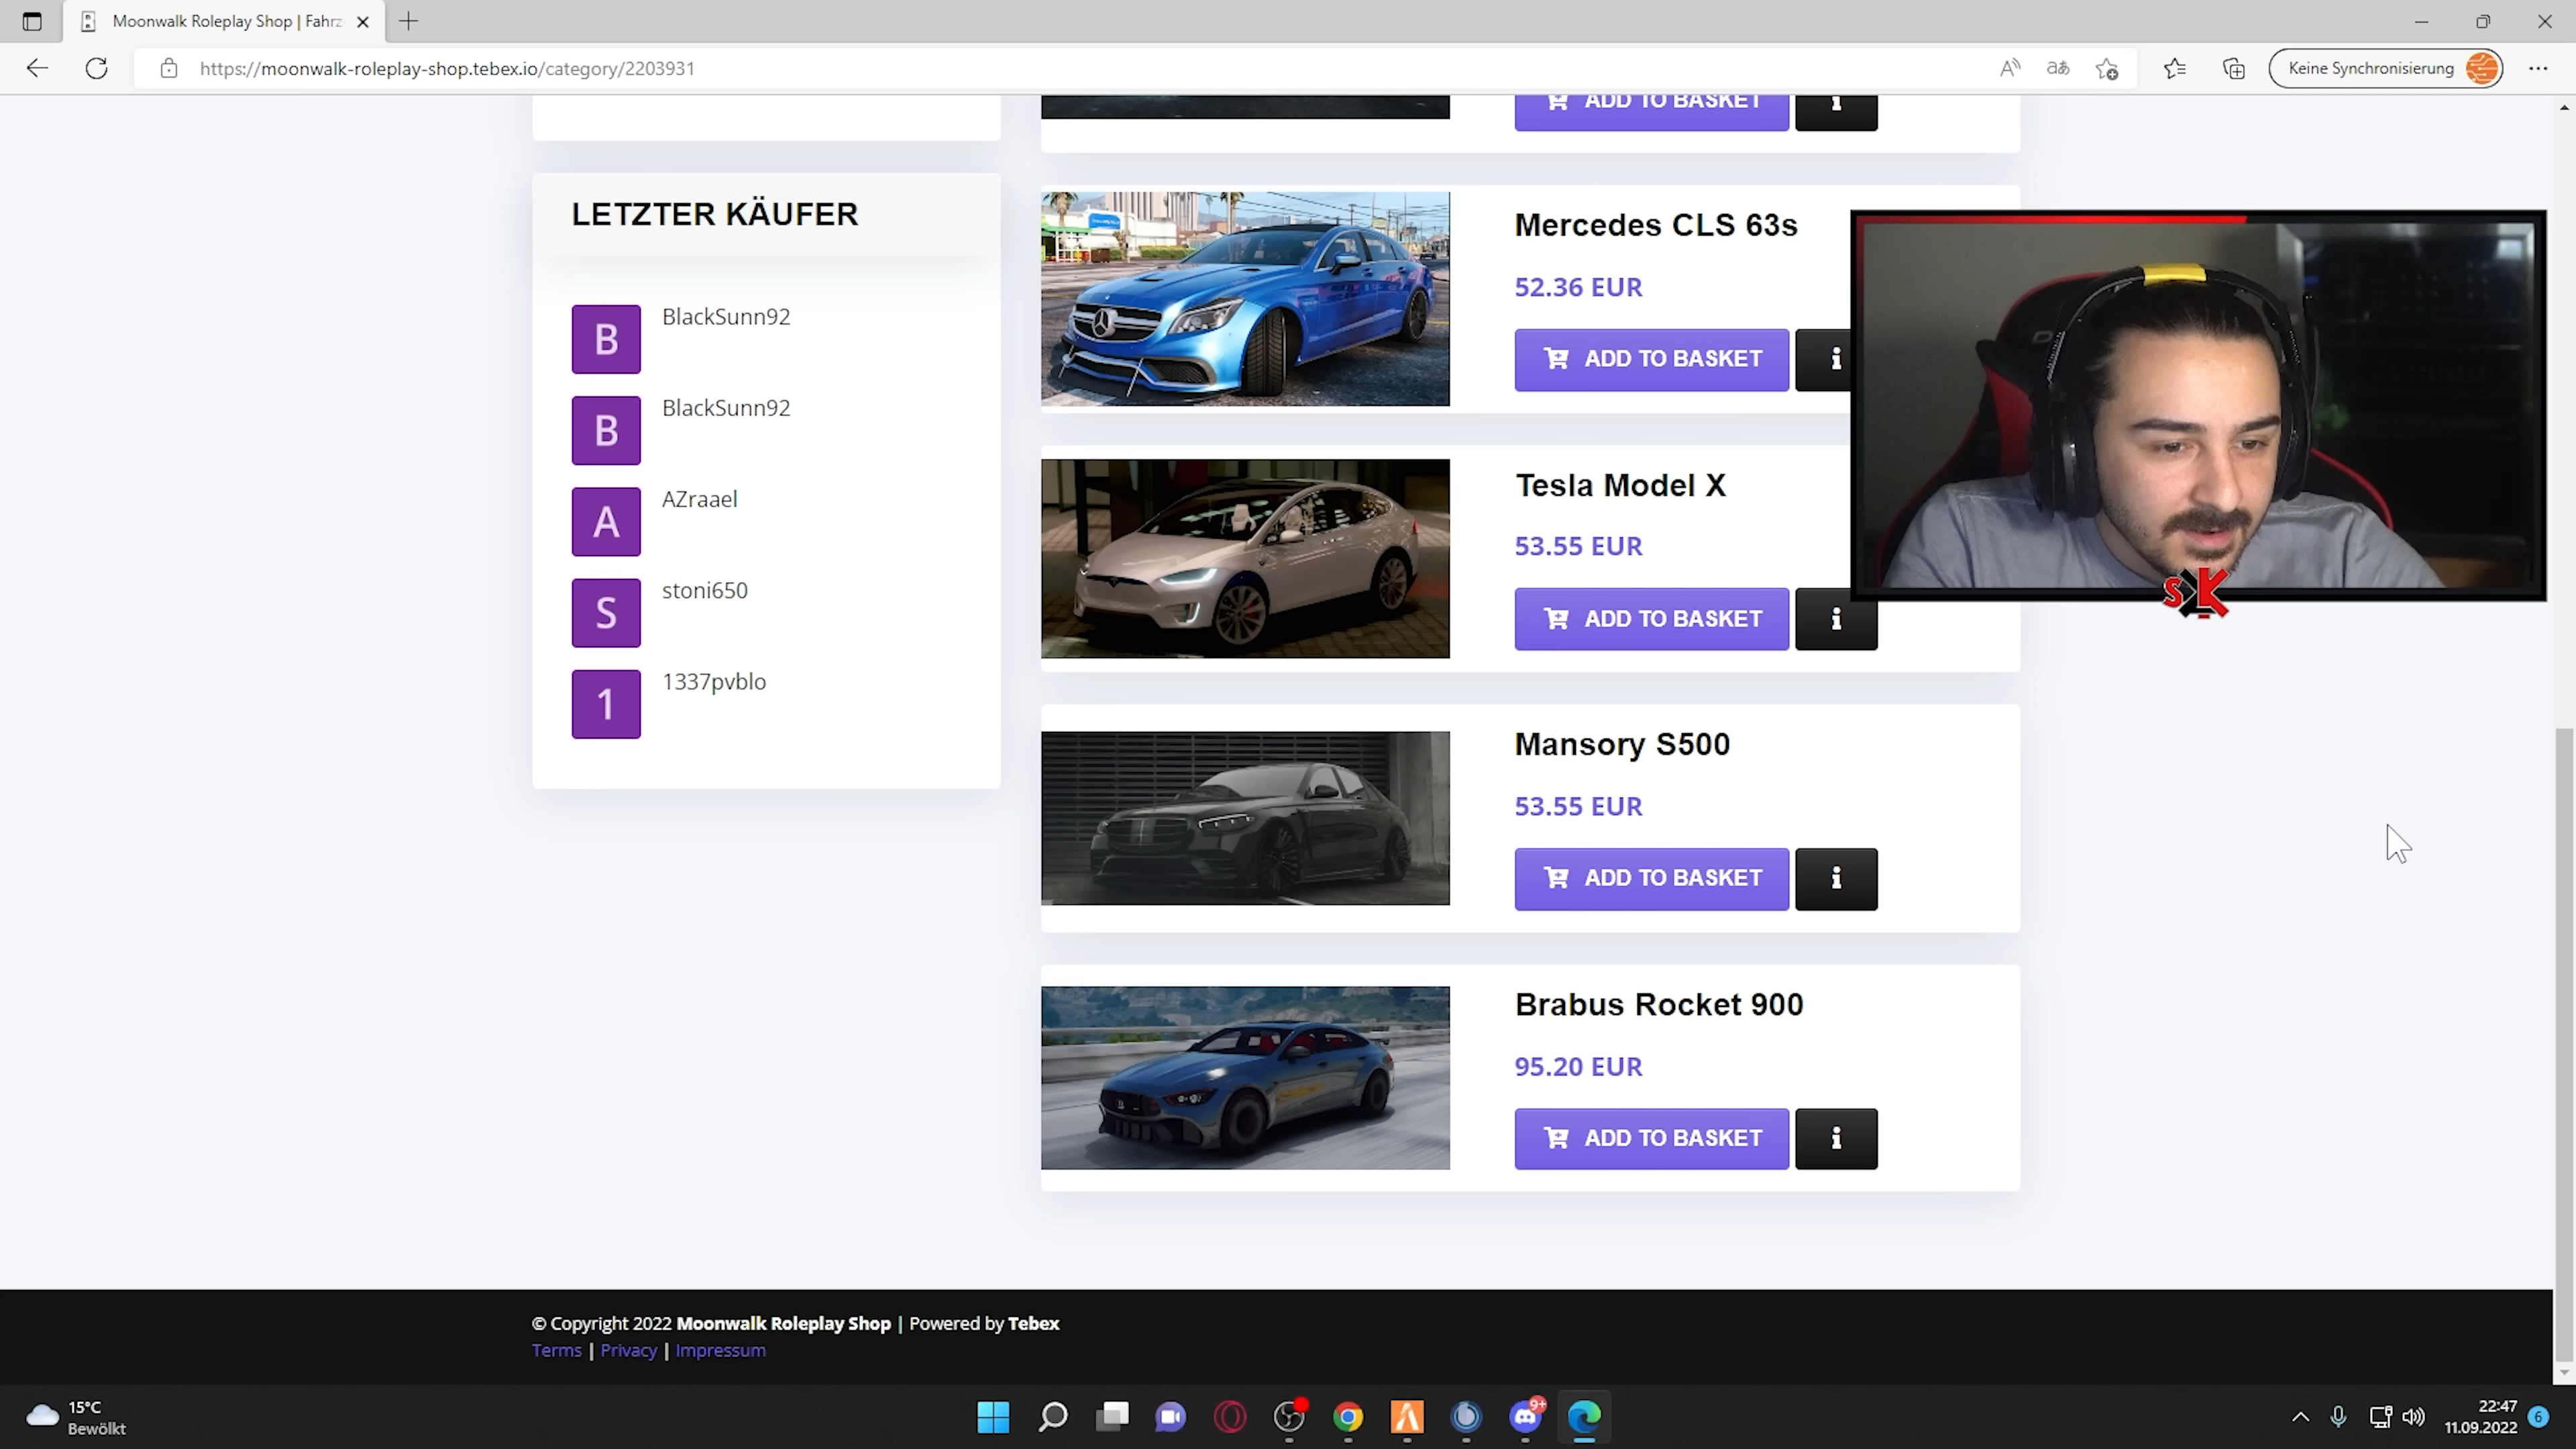 Moonwalk Roleplay Shop | Fahrz
https://moonwalk-roleplay-shop.tebex.io/category/2203931
Keine Synchronisierung
ADD TO BASKET
LETZTER KÄUFER
B BlackSunn92
B BlackSunn92
A AZraael
S stoni650
1 1337pvblo
Mercedes CLS 63s
52.36 EUR
ADD TO BASKET
Tesla Model X
53.55 EUR
ADD TO BASKET
Mansory S500
53.55 EUR
ADD TO BASKET
Brabus Rocket 900
95.20 EUR
ADD TO BASKET
SK
© Copyright 2022 Moonwalk Roleplay Shop | Powered by Tebex
Terms | Privacy | Impressum
15°C
Bewölkt
9+
22:47
11.09.2022
6